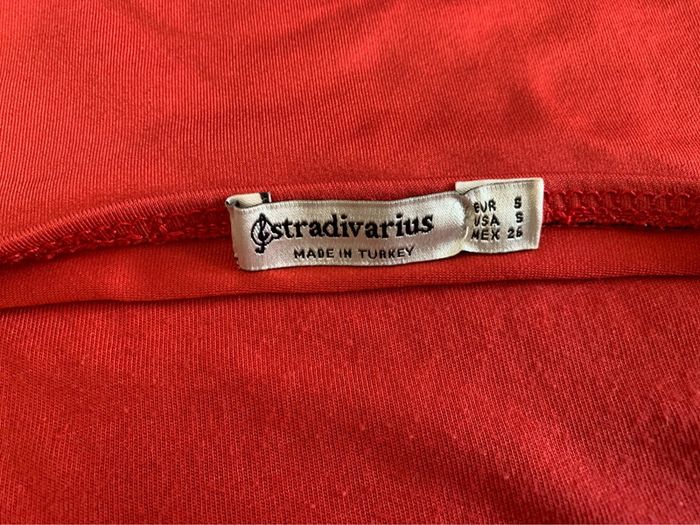 stradivarius
MADE IN TURKEY
EUR S
USA S
MEX 26